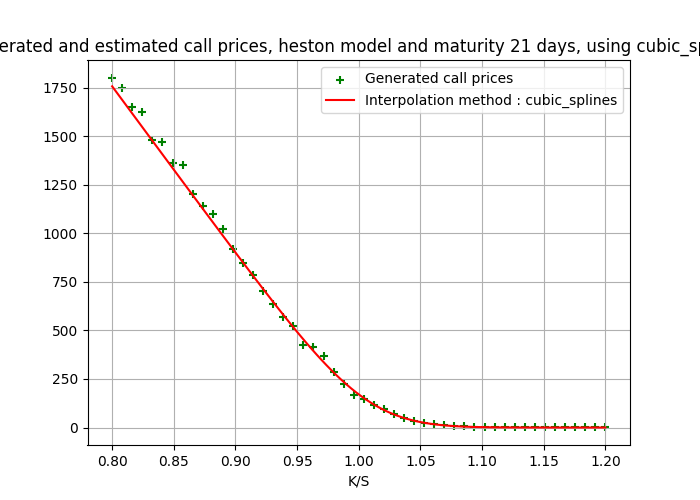 and estimated call prices, heston model and maturity 21 days, using
Generated call prices
Interpolation method : cubic_splines
1750
1500
1250
1000
750
500
250
0
0.80 0.85 0.90 0.95 1.00 1.05 1.10 1.15 1.20
K/S